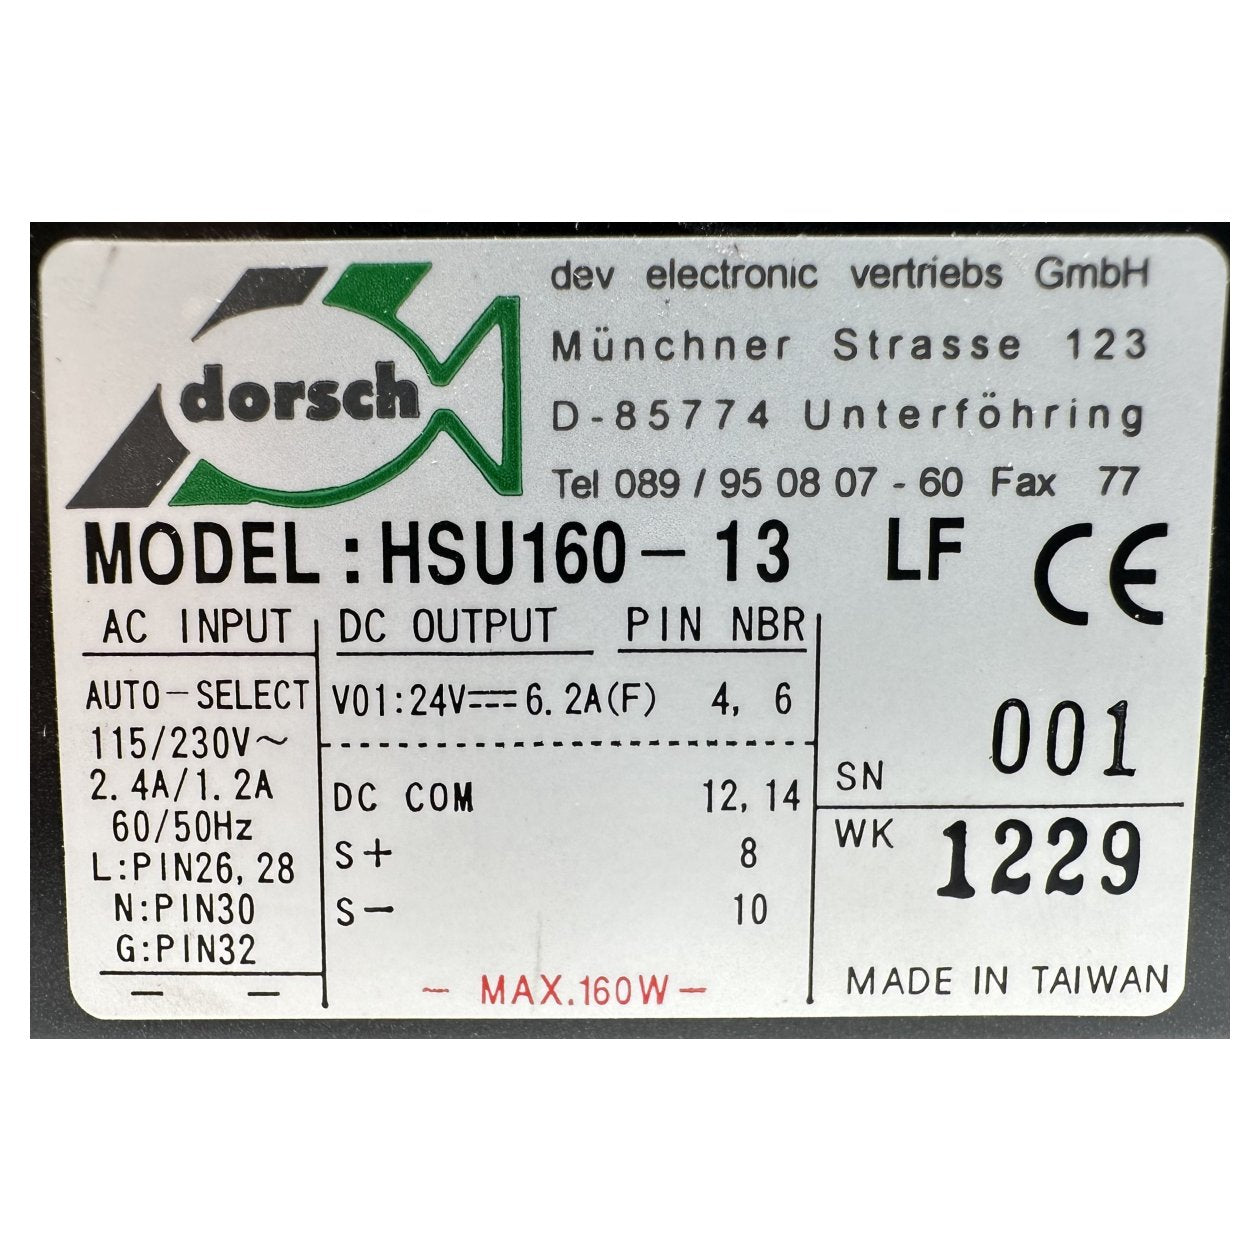 dorsch
dev electronic vertriebs GmbH
Münchner Strasse 123
D-85774 Unterföhring
Tel 089 / 95 08 07 - 60 Fax 77
MODEL : HSU160-13 LF CE
AC INPUT
AUTO-SELECT
115/230V~
2.4A/1.2A
60/50Hz
L:PIN26,28
N:PIN30
G:PIN32
— —
DC OUTPUT PIN NBR
V01:24V⎓6.2A(F) 4, 6
DC COM 12,14
S+ 8
S- 10
- MAX.160W -
SN 001
WK 1229
MADE IN TAIWAN